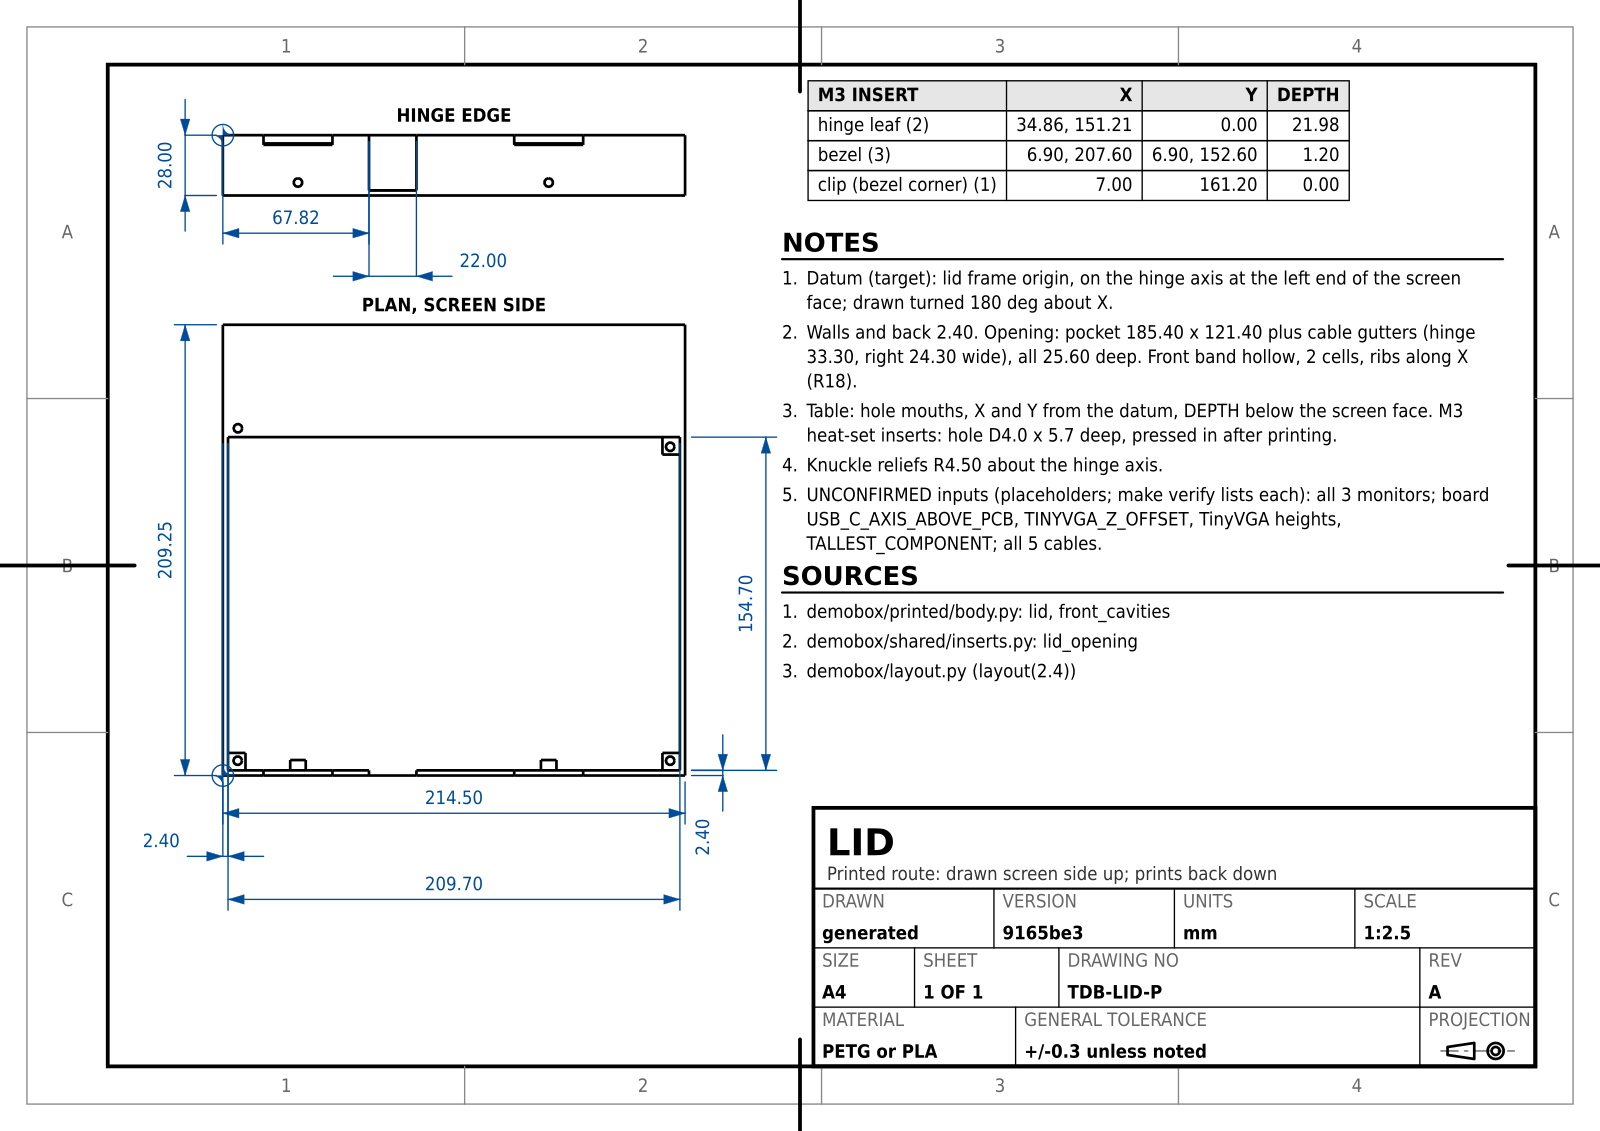 1 2 3 4
HINGE EDGE
28.00
67.82
22.00
PLAN, SCREEN SIDE
209.25
154.70
214.50
2.40
2.40
209.70
M3 INSERT X Y DEPTH
hinge leaf (2) 34.86, 151.21 0.00 21.98
bezel (3) 6.90, 207.60 6.90, 152.60 1.20
clip (bezel corner) (1) 7.00 161.20 0.00
A A
NOTES
1. Datum (target): lid frame origin, on the hinge axis at the left end of the screen
face; drawn turned 180 deg about X.
2. Walls and back 2.40. Opening: pocket 185.40 x 121.40 plus cable gutters (hinge
33.30, right 24.30 wide), all 25.60 deep. Front band hollow, 2 cells, ribs along X
(R18).
3. Table: hole mouths, X and Y from the datum, DEPTH below the screen face. M3
heat-set inserts: hole D4.0 x 5.7 deep, pressed in after printing.
4. Knuckle reliefs R4.50 about the hinge axis.
5. UNCONFIRMED inputs (placeholders; make verify lists each): all 3 monitors; board
USB_C_AXIS_ABOVE_PCB, TINYVGA_Z_OFFSET, TinyVGA heights,
TALLEST_COMPONENT; all 5 cables.
B B
SOURCES
1. demobox/printed/body.py: lid, front_cavities
2. demobox/shared/inserts.py: lid_opening
3. demobox/layout.py (layout(2.4))
LID
Printed route: drawn screen side up; prints back down
DRAWN VERSION UNITS SCALE
generated 9165be3 mm 1:2.5
C C
SIZE SHEET DRAWING NO REV
A4 1 OF 1 TDB-LID-P A
MATERIAL GENERAL TOLERANCE PROJECTION
PETG or PLA +/-0.3 unless noted
1 2 3 4